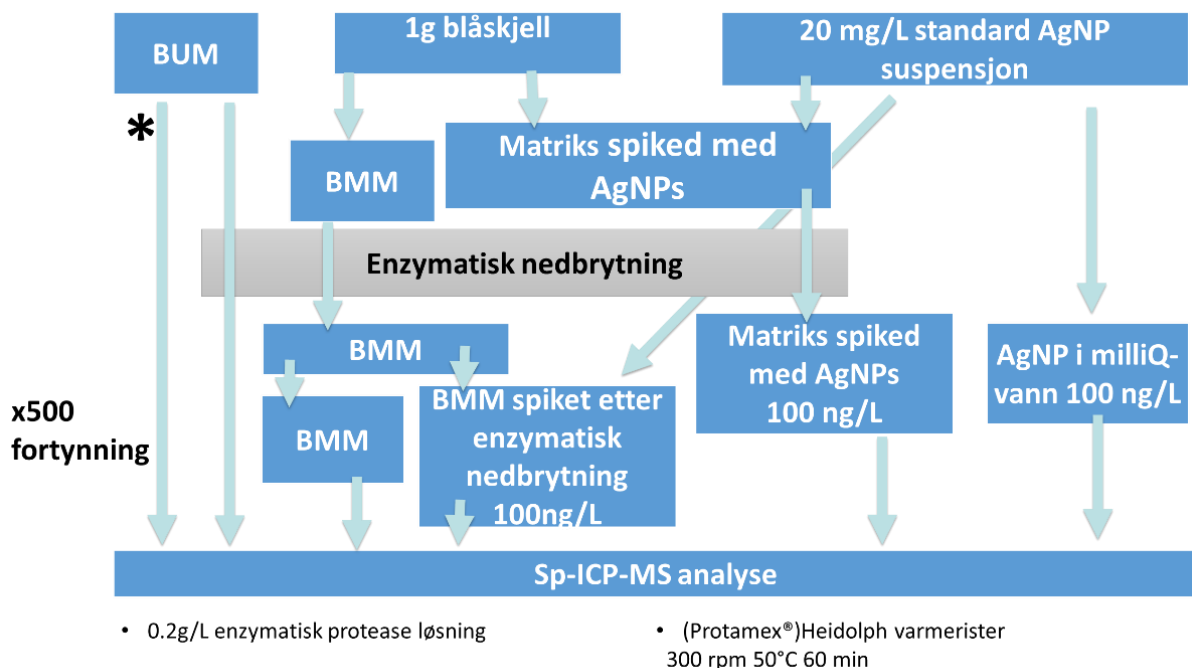 BUM
1g blåskjell
20 mg/L standard AgNP
suspensjon
*
BMM
Matriks spiked med
AgNPs
Enzymatisk nedbrytning
BMM
Matriks spiked
med AgNPs
100 ng/L
AgNP i milliQ-
vann 100 ng/L
x500
fortynning
BMM
BMM spiket etter
enzymatisk
nedbrytning
100ng/L
Sp-ICP-MS analyse
• 0.2g/L enzymatisk protease løsning
• (Protamex®)Heidolph varmerister
300 rpm 50°C 60 min